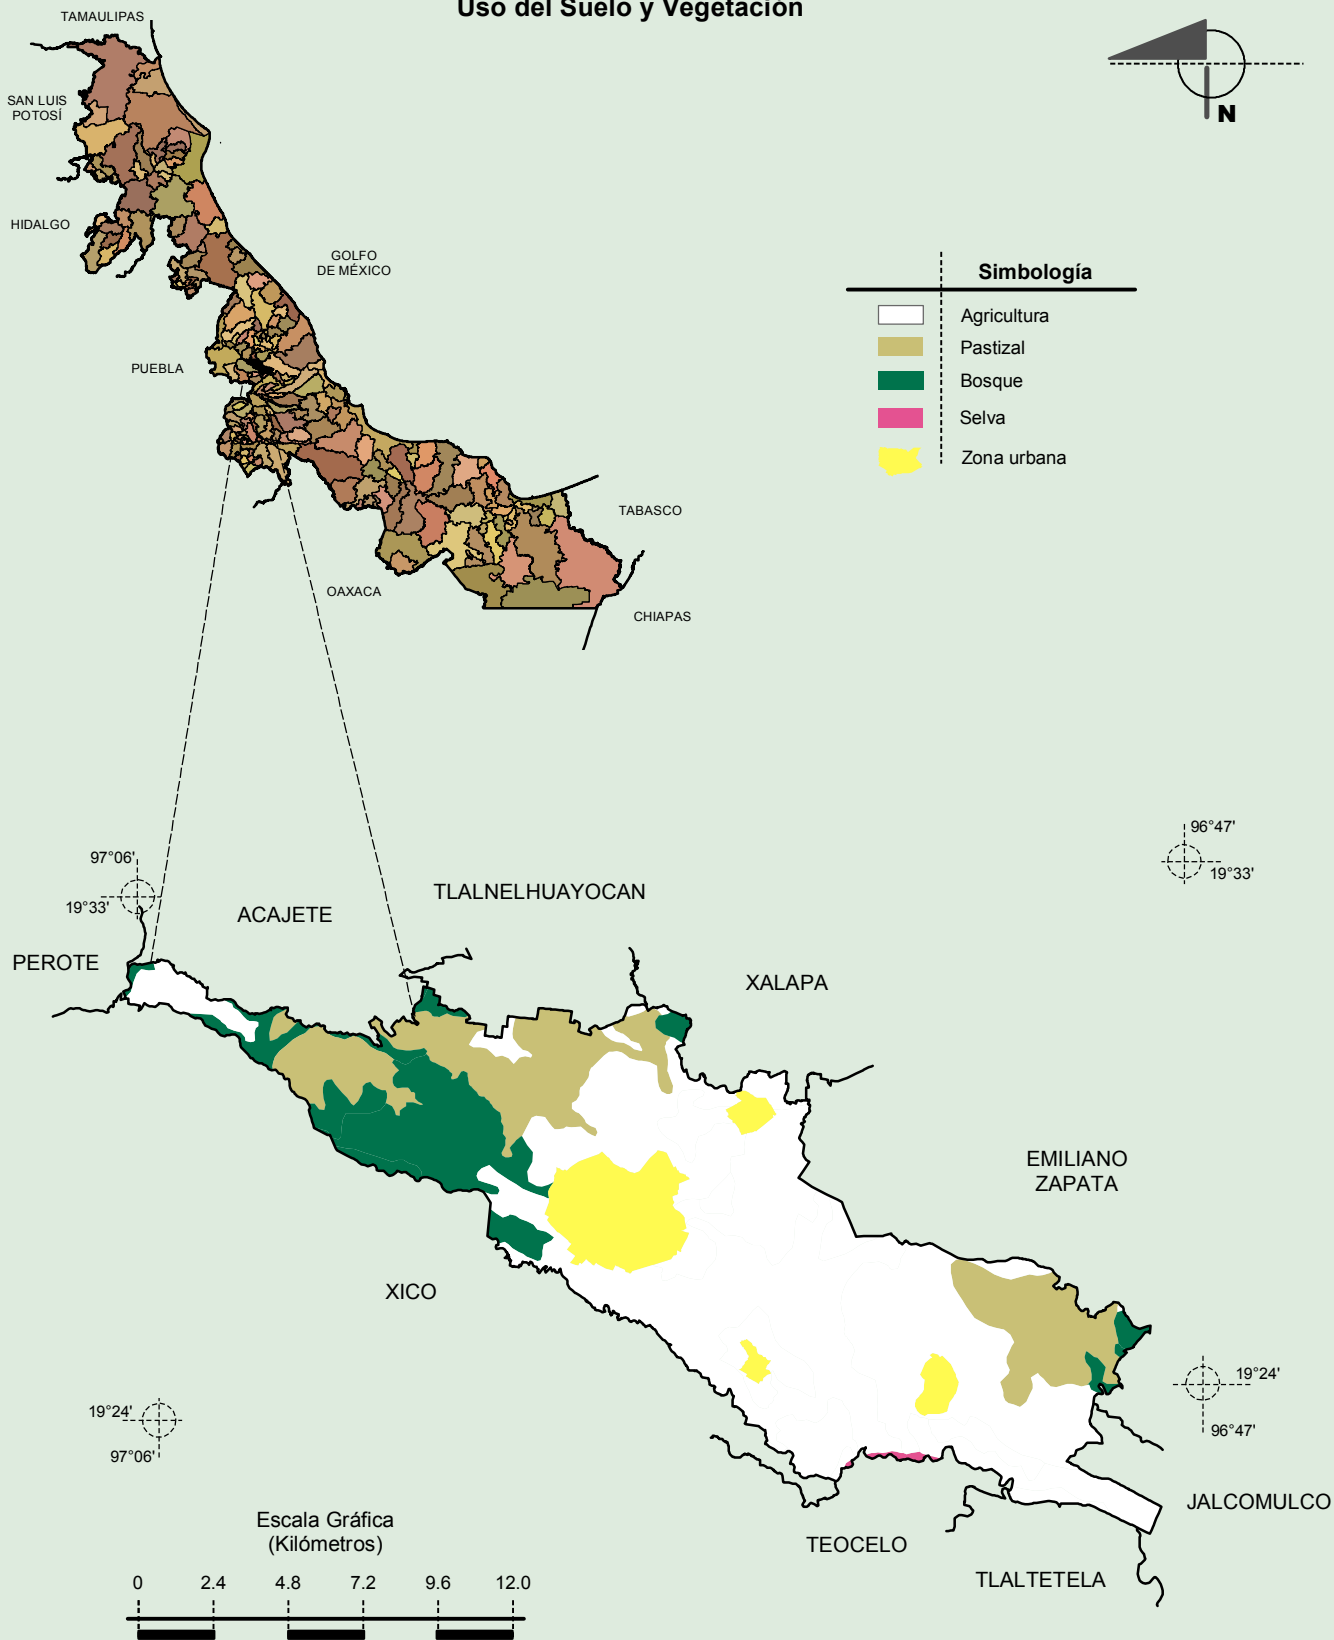 Uso del Suelo y Vegetación
TAMAULIPAS
SAN LUIS
POTOSÍ
HIDALGO
GOLFO
DE MÉXICO
PUEBLA
TABASCO
OAXACA
CHIAPAS
N
Simbología
Agricultura
Pastizal
Bosque
Selva
Zona urbana
97°06'
19°33'
96°47'
19°33'
PEROTE
ACAJETE
TLALNELHUAYOCAN
XALAPA
EMILIANO
ZAPATA
XICO
19°24'
97°06'
19°24'
96°47'
JALCOMULCO
TEOCELO
TLALTETELA
Escala Gráfica
(Kilómetros)
0 2.4 4.8 7.2 9.6 12.0